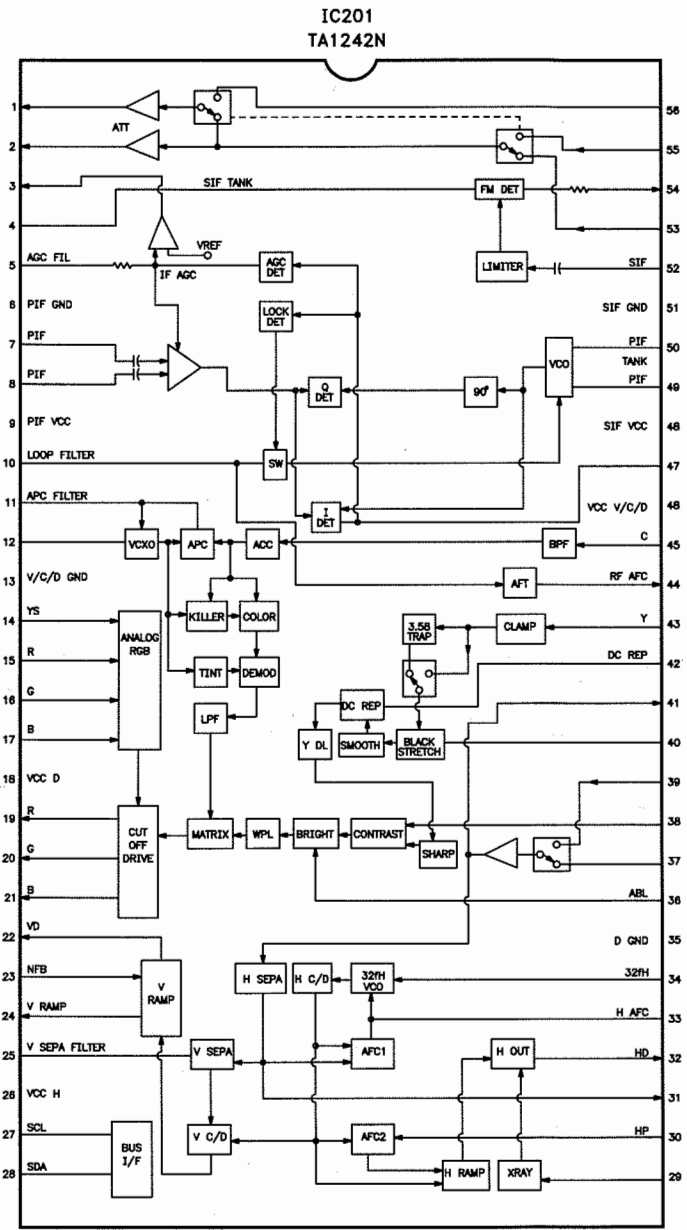 IC201
TA1242N
1
56
ATT
2
55
3
SIF TANK
FM DET
54
4
53
VREF
5
AGC FIL
IF AGC
AGC DET
LIMITER
SIF
52
6
PIF GND
LOCK DET
SIF GND
51
7
PIF
VCO
PIF
50
TANK
8
PIF
Q DET
90°
PIF
49
9
PIF VCC
SIF VCC
48
10
LOOP FILTER
SW
47
11
APC FILTER
I DET
VCC V/C/D
48
12
VCXO
APC
ACC
BPF
C
45
13
V/C/D GND
AFT
RF AFC
44
14
YS
ANALOG RGB
KILLER
COLOR
3.58 TRAP
CLAMP
Y
43
15
R
TINT
DEMOD
DC REP
42
16
G
LPF
DC REP
41
17
B
Y DL
SMOOTH
BLACK STRETCH
40
18
VCC D
39
19
R
CUT OFF DRIVE
MATRIX
WPL
BRIGHT
CONTRAST
38
20
G
SHARP
37
21
B
ABL
36
22
VD
D GND
35
23
NFB
V RAMP
H SEPA
H C/D
32fH VCO
32fH
34
24
V RAMP
H AFC
33
25
V SEPA FILTER
V SEPA
AFC1
H OUT
HD
32
26
VCC H
31
27
SCL
BUS I/F
V C/D
AFC2
HP
30
28
SDA
H RAMP
XRAY
29